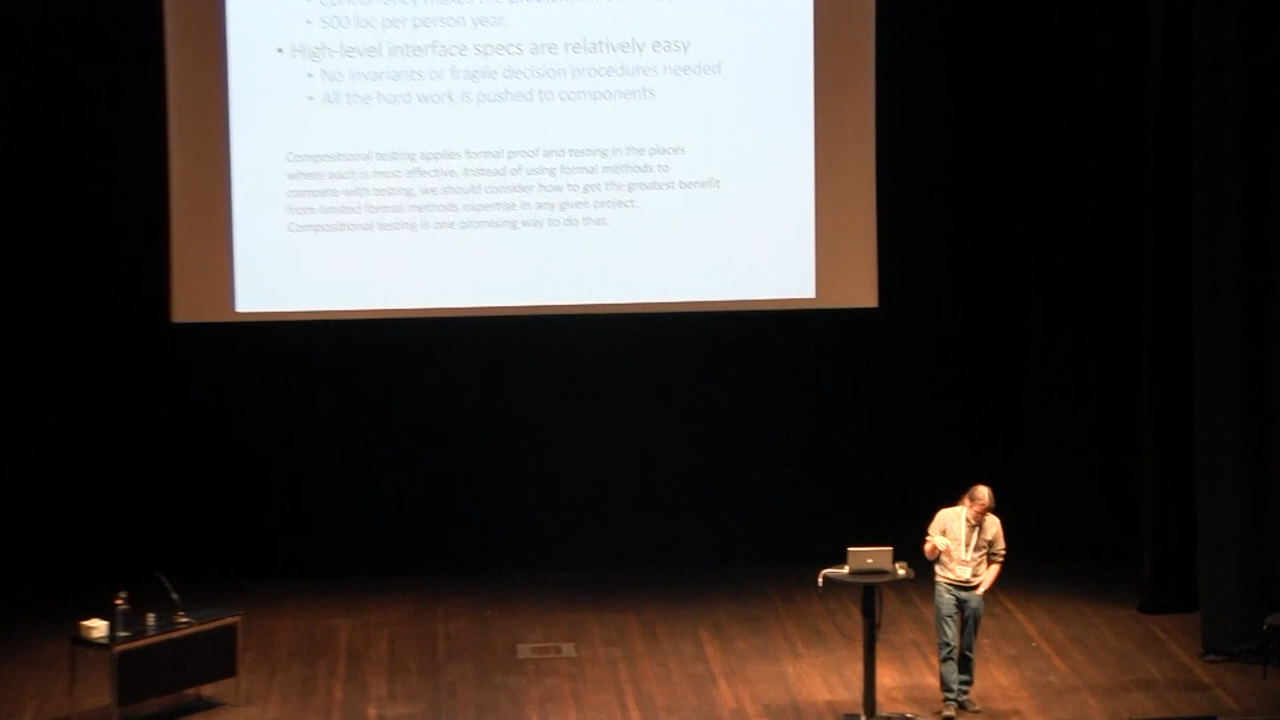 Concurrency makes the problem
• 500 loc per person year.
• High-level interface specs are relatively easy
• No invariants or fragile decision procedures needed
• All the hard work is pushed to components
Compositional testing applies formal proof and testing in the places
where each is most effective. Instead of using formal methods to
compete with testing, we should consider how to get the greatest benefit
from limited formal methods expertise in any given project.
Compositional testing is one promising way to do that.